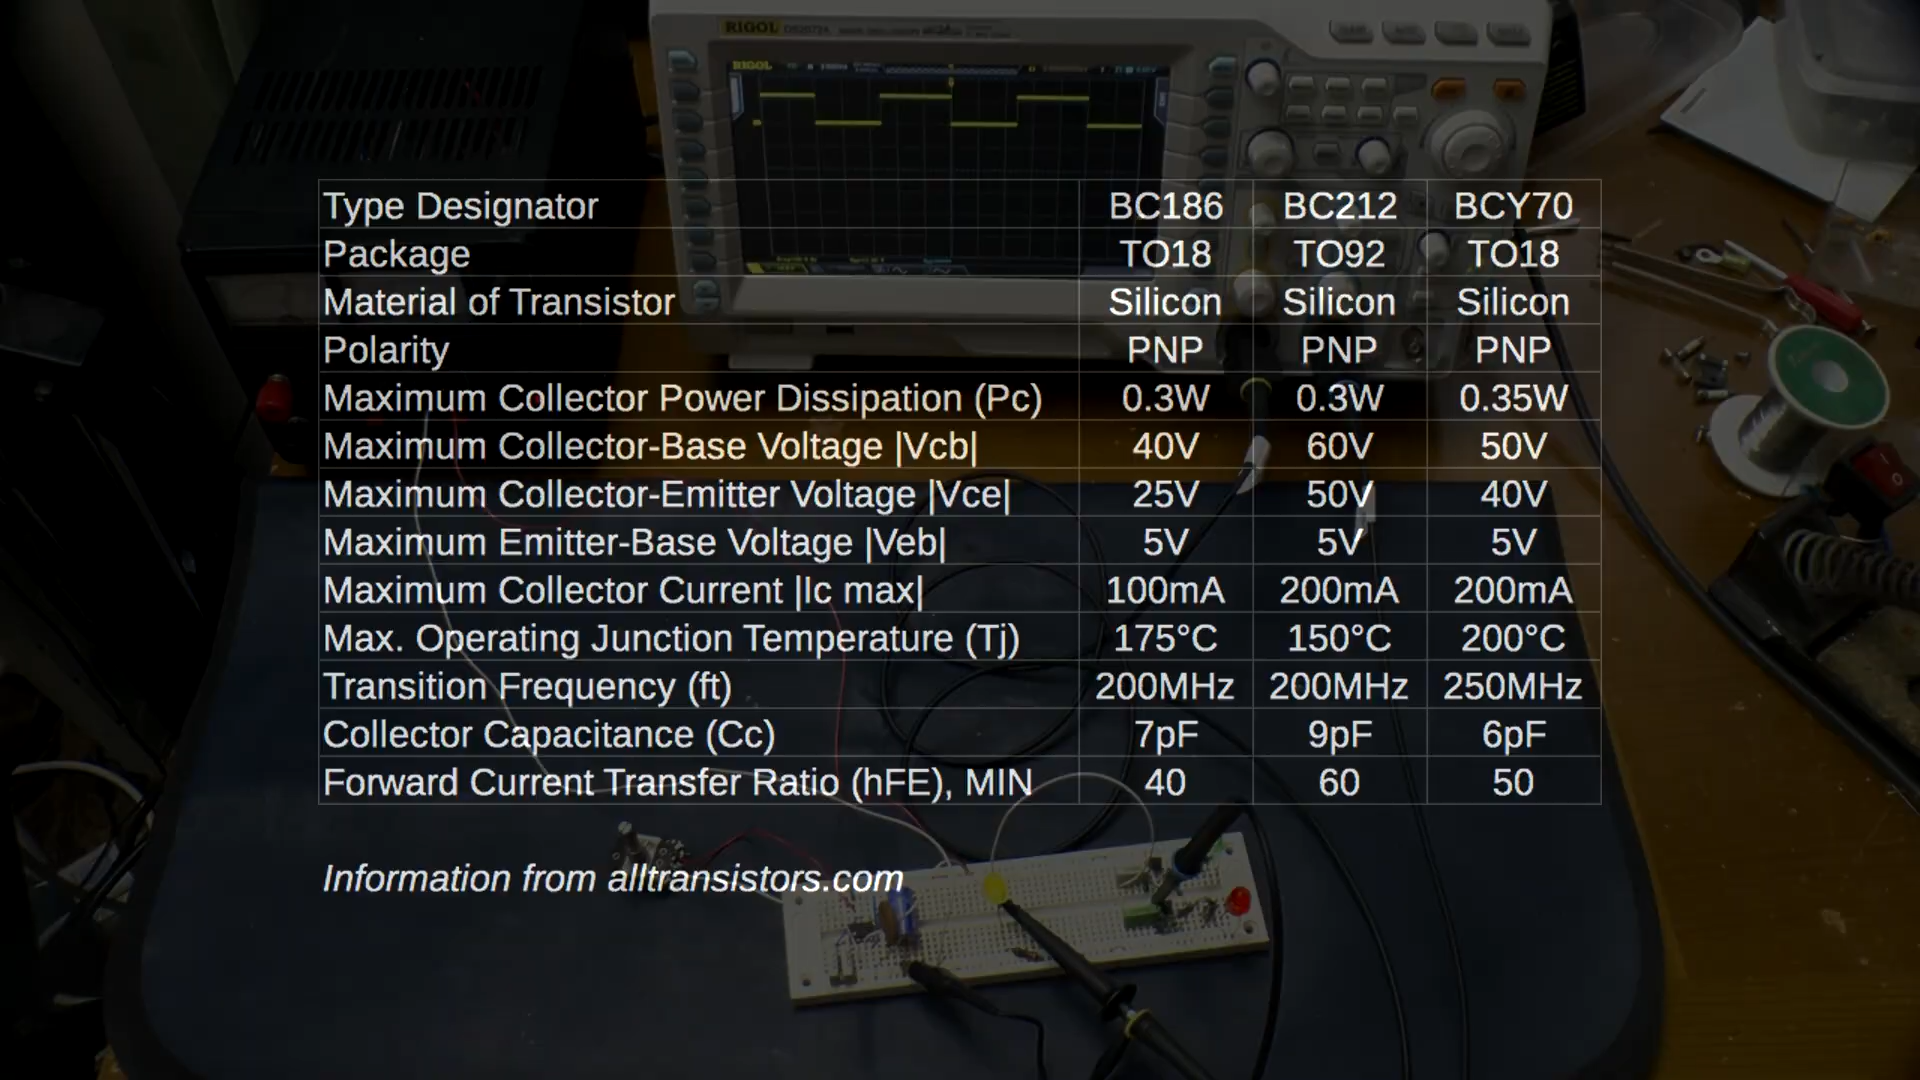 RIGOL DS2072A
RIGOL
Type Designator BC186 BC212 BCY70
Package TO18 TO92 TO18
Material of Transistor Silicon Silicon Silicon
Polarity PNP PNP PNP
Maximum Collector Power Dissipation (Pc) 0.3W 0.3W 0.35W
Maximum Collector-Base Voltage |Vcb| 40V 60V 50V
Maximum Collector-Emitter Voltage |Vce| 25V 50V 40V
Maximum Emitter-Base Voltage |Veb| 5V 5V 5V
Maximum Collector Current |Ic max| 100mA 200mA 200mA
Max. Operating Junction Temperature (Tj) 175°C 150°C 200°C
Transition Frequency (ft) 200MHz 200MHz 250MHz
Collector Capacitance (Cc) 7pF 9pF 6pF
Forward Current Transfer Ratio (hFE), MIN 40 60 50
Information from alltransistors.com